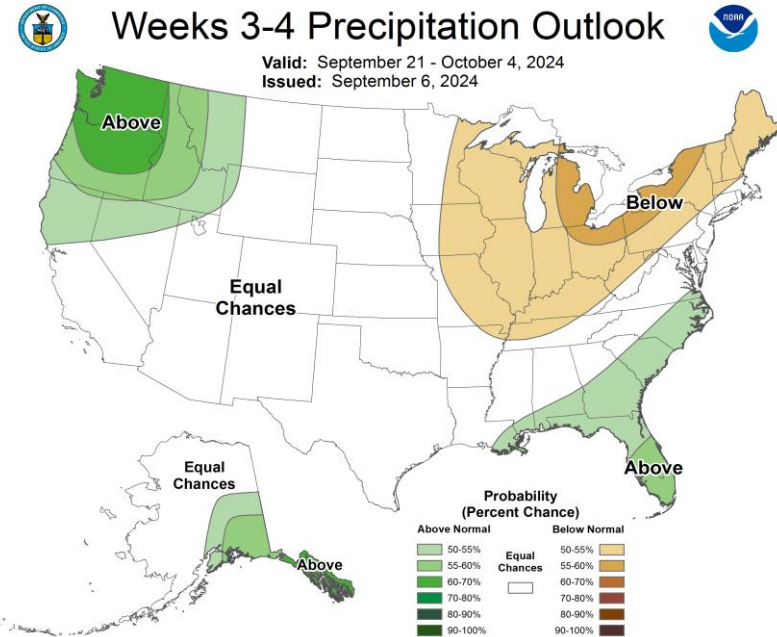 Weeks 3-4 Precipitation Outlook
Valid: September 21 - October 4, 2024
Issued: September 6, 2024
NOAA
Above
Below
Equal
Chances
Equal
Chances
Above
Above
Probability
(Percent Chance)
Above Normal
Below Normal
50-55%
55-60%
60-70%
70-80%
80-90%
90-100%
Equal
Chances
50-55%
55-60%
60-70%
70-80%
80-90%
90-100%